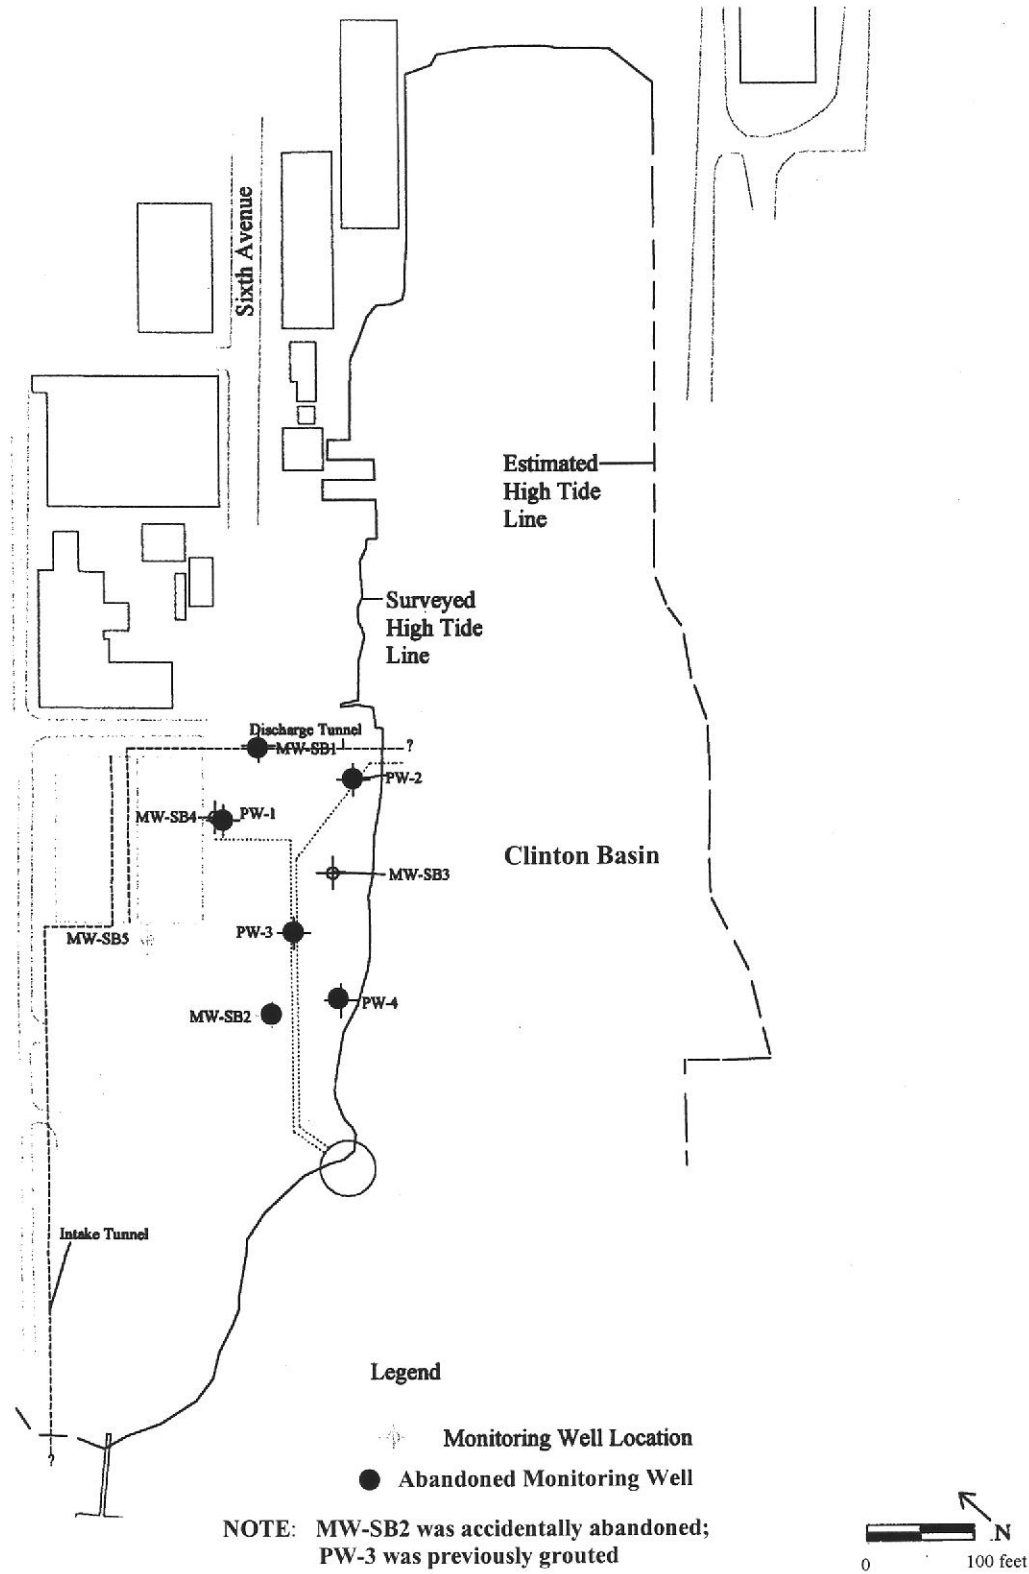 Sixth Avenue
Estimated
High Tide
Line
Surveyed
High Tide
Line
Discharge Tunnel
MW-SB1
?
PW-2
MW-SB4
PW-1
Clinton Basin
MW-SB3
PW-3
MW-SB5
PW-4
MW-SB2
Intake Tunnel
?
Legend
Monitoring Well Location
Abandoned Monitoring Well
NOTE: MW-SB2 was accidentally abandoned;
PW-3 was previously grouted
N
0 100 feet